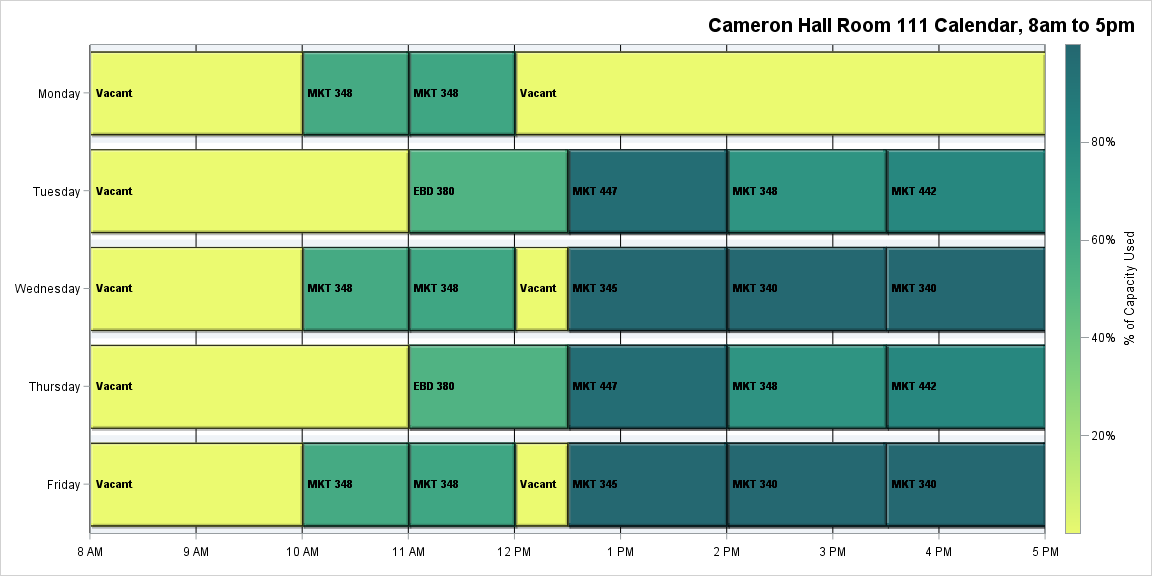 Cameron Hall Room 111 Calendar, 8am to 5pm
Monday Vacant MKT 348 MKT 348 Vacant
Tuesday Vacant EBD 380 MKT 447 MKT 348 MKT 442
Wednesday Vacant MKT 348 MKT 348 Vacant MKT 345 MKT 340 MKT 340
Thursday Vacant EBD 380 MKT 447 MKT 348 MKT 442
Friday Vacant MKT 348 MKT 348 Vacant MKT 345 MKT 340 MKT 340
8 AM 9 AM 10 AM 11 AM 12 PM 1 PM 2 PM 3 PM 4 PM 5 PM
80%
60%
40%
20%
% of Capacity Used